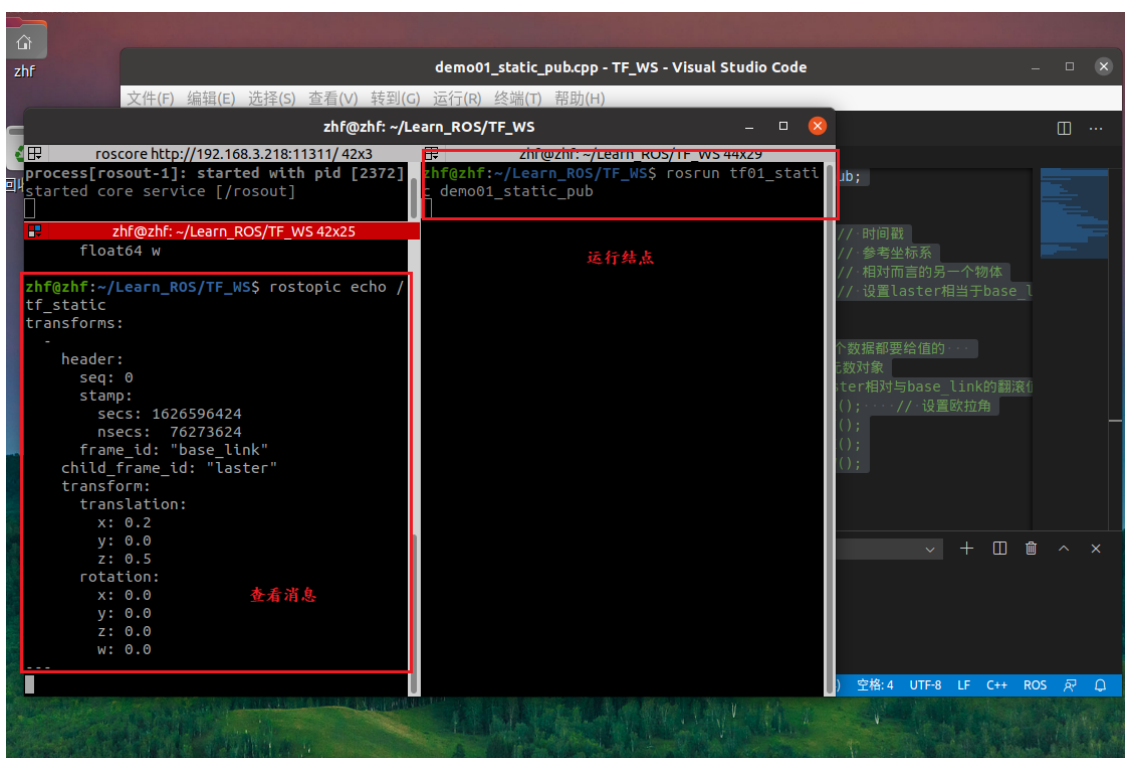 zhf
demo01_static_pub.cpp - TF_WS - Visual Studio Code
文件(F) 编辑(E) 选择(S) 查看(V) 转到(G) 运行(R) 终端(T) 帮助(H)
zhf@zhf: ~/Learn_ROS/TF_WS
roscore http://192.168.3.218:11311/ 42x3
process[rosout-1]: started with pid [2372]
started core service [/rosout]
zhf@zhf: ~/Learn_ROS/TF_WS 42x25
float64 w
zhf@zhf:~/Learn_ROS/TF_WS$ rostopic echo /
tf_static
transforms:
-
header:
seq: 0
stamp:
secs: 1626596424
nsecs: 76273624
frame_id: "base_link"
child_frame_id: "laster"
transform:
translation:
x: 0.2
y: 0.0
z: 0.5
rotation:
x: 0.0
y: 0.0
z: 0.0
w: 0.0
---
查看消息
zhf@zhf: ~/Learn_ROS/TF_WS 44x29
zhf@zhf:~/Learn_ROS/TF_WS$ rosrun tf01_stati
c demo01_static_pub
运行结点
ub;
// 时间戳
// 参考坐标系
// 相对而言的另一个物体
// 设置laster相当于base_l
个数据都要给值的
元数对象
ster相对与base_link的翻滚
();    // 设置欧拉角
();
();
();
空格: 4 UTF-8 LF C++ ROS